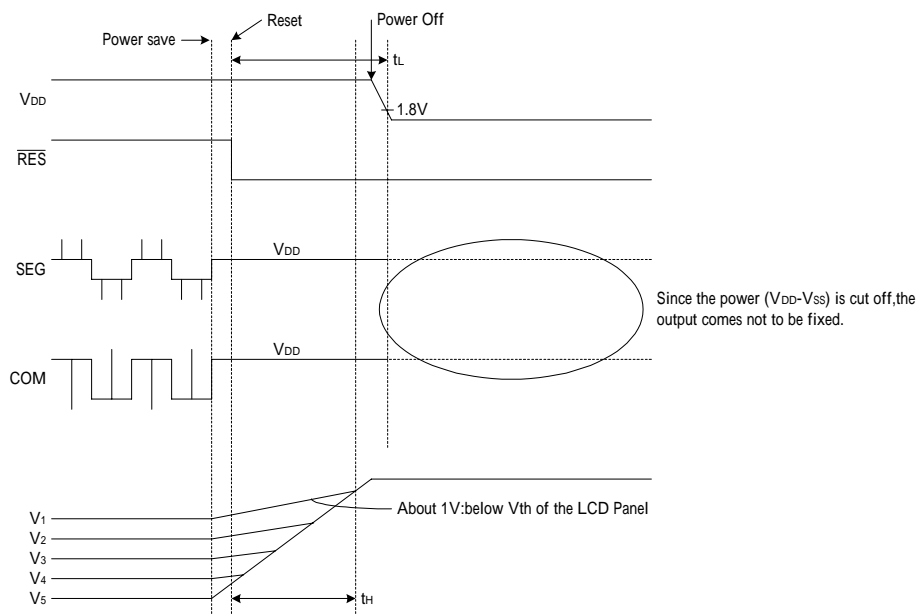 Reset
Power Off
Power save
tL
VDD
1.8V
RES
VDD
SEG
Since the power (VDD-VSS) is cut off,the
output comes not to be fixed.
VDD
COM
About 1V:below Vth of the LCD Panel
V1
V2
V3
V4
V5
tH